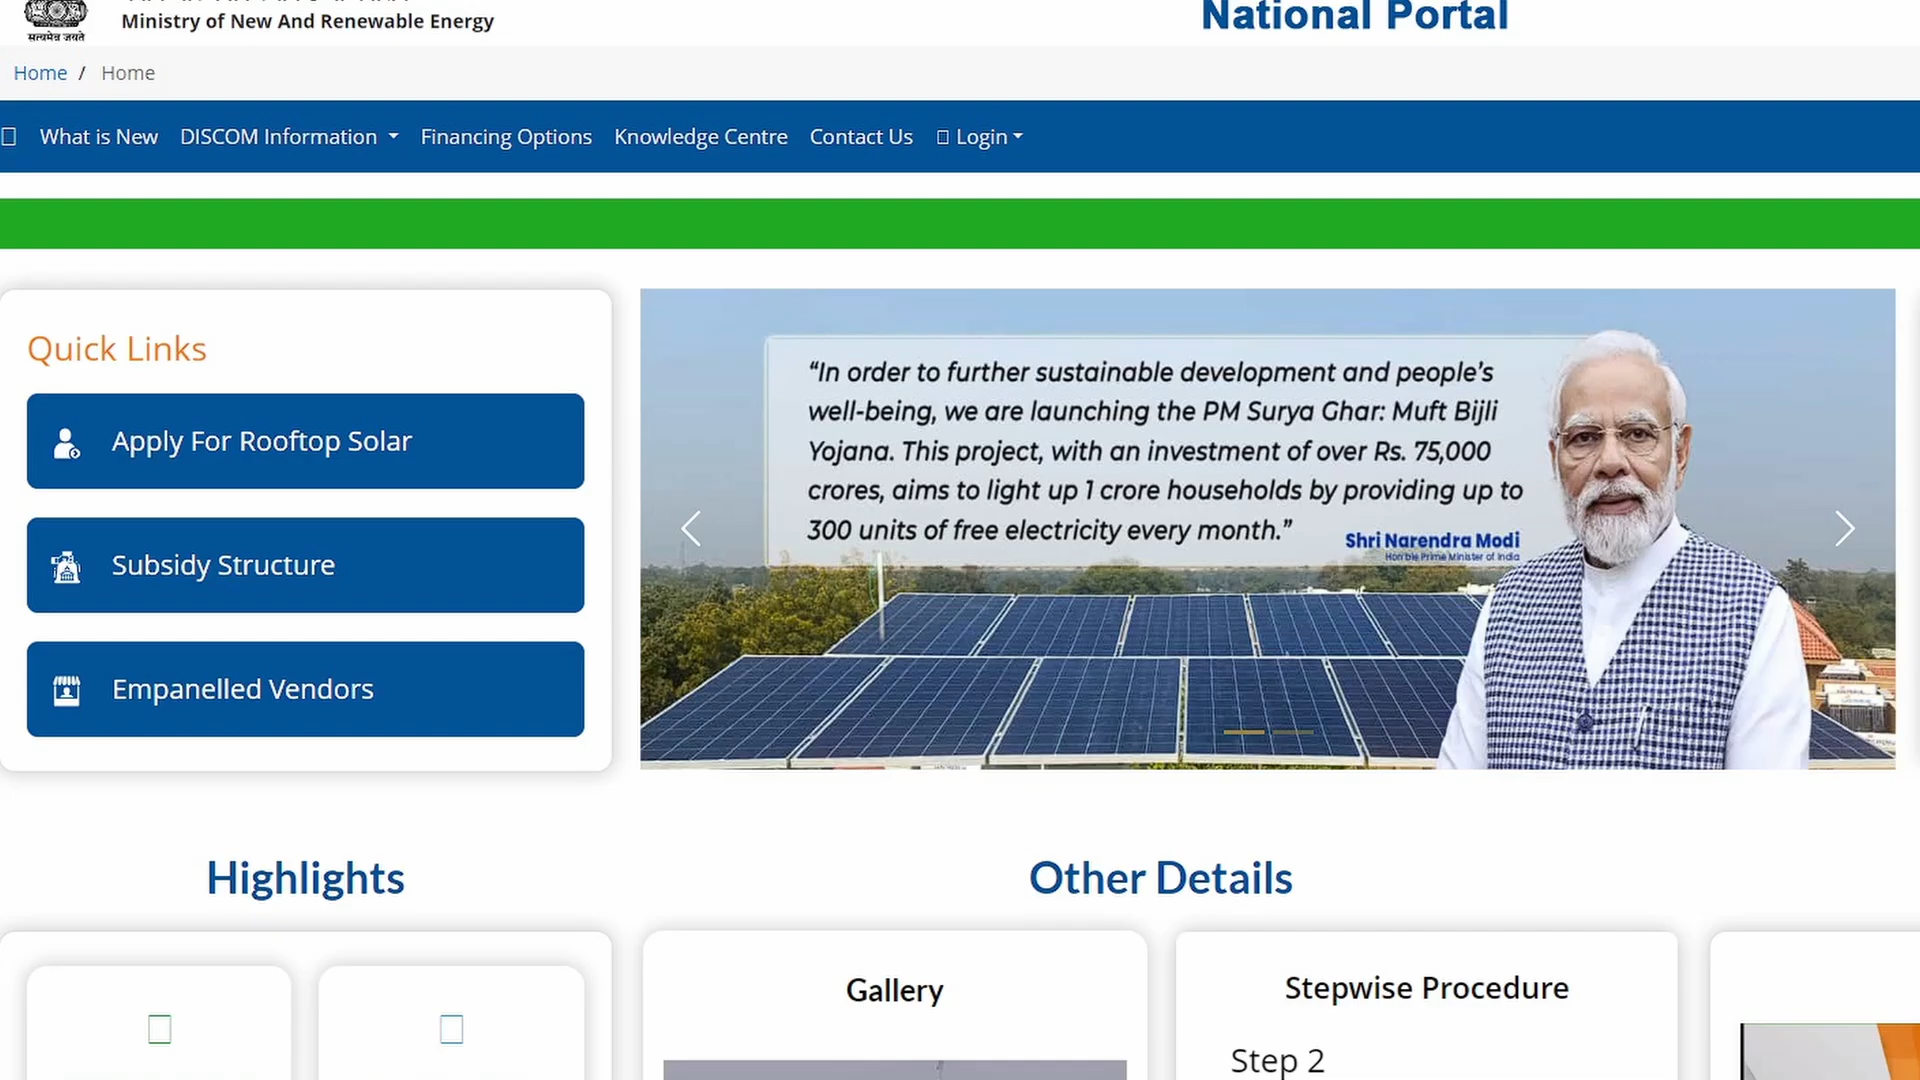 सत्यमेव जयते
Ministry of New And Renewable Energy
National Portal
Home / Home
What is New DISCOM Information Financing Options Knowledge Centre Contact Us Login
Quick Links
Apply For Rooftop Solar
Subsidy Structure
Empanelled Vendors
“In order to further sustainable development and people’s
well-being, we are launching the PM Surya Ghar: Muft Bijli
Yojana. This project, with an investment of over Rs. 75,000
crores, aims to light up 1 crore households by providing up to
300 units of free electricity every month.”
Shri Narendra Modi
Hon'ble Prime Minister of India
Highlights
Other Details
Gallery
Stepwise Procedure
Step 2